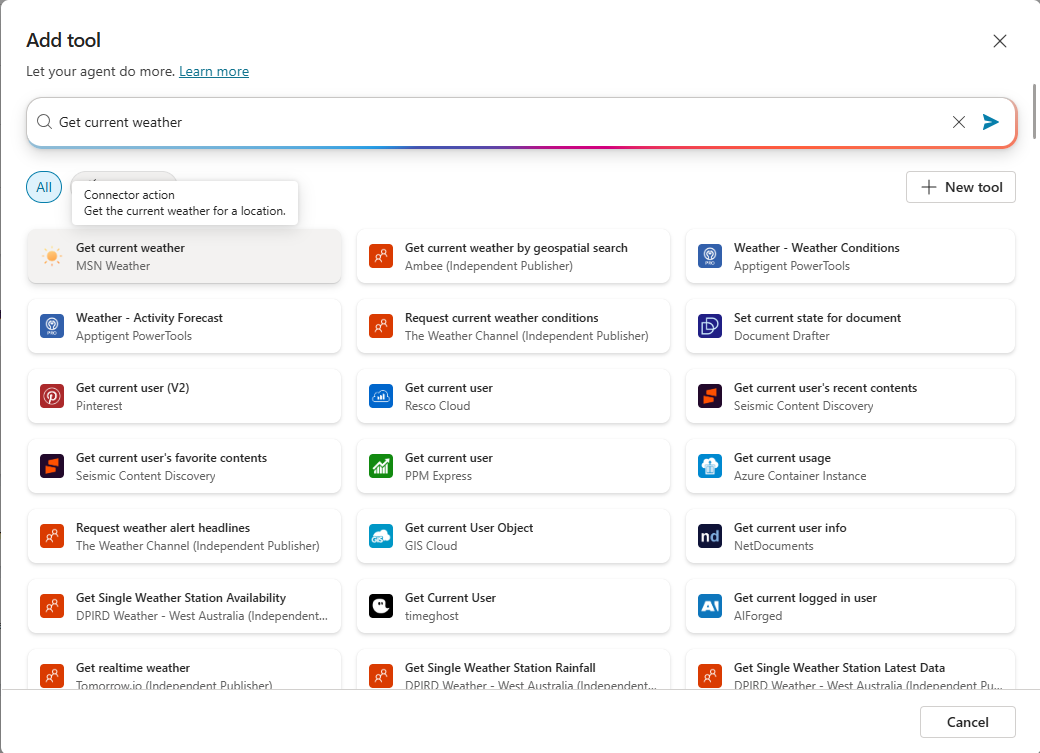 Add tool
Let your agent do more. Learn more
Get current weather
All
New tool
Connector action
Get the current weather for a location.
Get current weather
MSN Weather
Get current weather by geospatial search
Ambee (Independent Publisher)
Weather - Weather Conditions
Apptigent PowerTools
Weather - Activity Forecast
Apptigent PowerTools
Request current weather conditions
The Weather Channel (Independent Publisher)
Set current state for document
Document Drafter
Get current user (V2)
Pinterest
Get current user
Resco Cloud
Get current user's recent contents
Seismic Content Discovery
Get current user's favorite contents
Seismic Content Discovery
Get current user
PPM Express
Get current usage
Azure Container Instance
Request weather alert headlines
The Weather Channel (Independent Publisher)
Get current User Object
GIS Cloud
Get current user info
NetDocuments
Get Single Weather Station Availability
DPIRD Weather - West Australia (Independent...
Get Current User
timeghost
Get current logged in user
AIForged
Get realtime weather
Tomorrow.io (Independent Publisher)
Get Single Weather Station Rainfall
DPIRD Weather - West Australia (Independent...
Get Single Weather Station Latest Data
DPIRD Weather - West Australia (Independent Pu...
Cancel